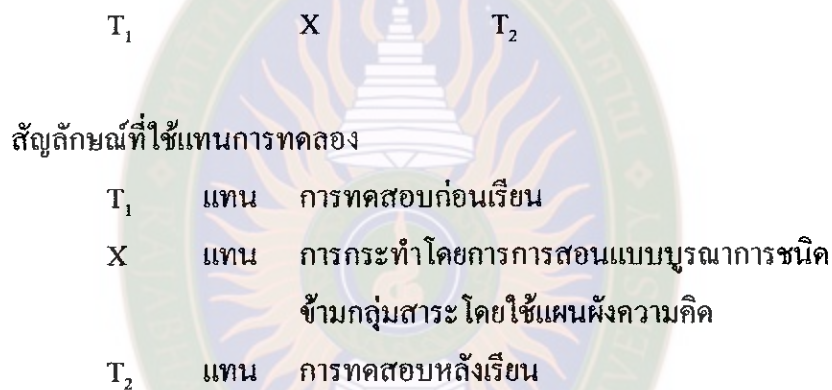 T₁ X T₂
สัญลักษณ์ที่ใช้แทนการทดลอง
T₁ แทน การทดสอบก่อนเรียน
X แทน การกระทำโดยการการสอนแบบบูรณาการชนิด
ข้ามกลุ่มสาระ โดยใช้แผนผังความคิด
T₂ แทน การทดสอบหลังเรียน